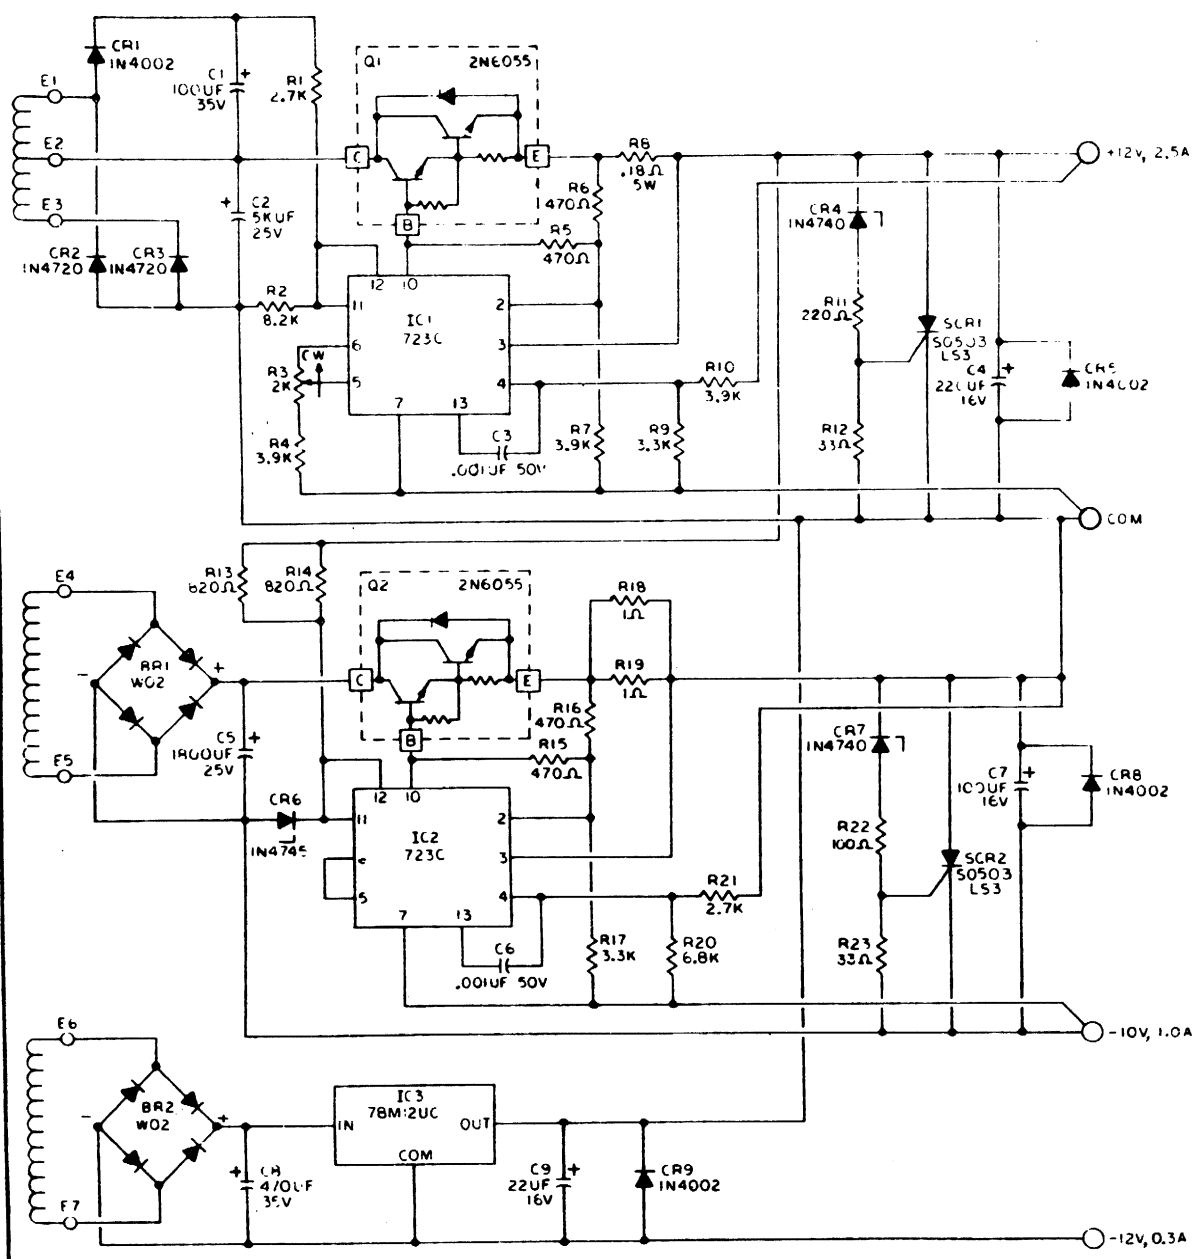 CR1
1N4002
C1
+
100UF
35V
R1
2.7K
Q1
2N6055
E1
E2
E3
C
E
B
R8
.18Ω
5W
+12V, 2.5A
R6
470Ω
R5
470Ω
+
C2
5KUF
25V
CR2
1N4720
CR3
1N4720
CR4
1N4740
R2
8.2K
12
10
11
2
6
3
5
4
7
13
IC1
723C
CW
R3
2K
R4
3.9K
C3
.001UF 50V
R7
3.9K
R9
3.3K
R10
3.9K
R11
220Ω
R12
33Ω
SCR1
S0503
LS3
C4
+
220UF
16V
CR5
1N4002
COM
R13
820Ω
R14
820Ω
E4
E5
-
+
BR1
W02
Q2
2N6055
C
E
B
R18
1Ω
R19
1Ω
R16
470Ω
R15
470Ω
+
C5
1800UF
25V
CR6
1N4745
12
10
11
2
3
5
4
7
13
IC2
723C
C6
.001UF 50V
R17
3.3K
R20
6.8K
R21
2.7K
CR7
1N4740
R22
100Ω
R23
33Ω
SCR2
S0503
LS3
C7
+
100UF
16V
CR8
1N4002
-10V, 1.0A
E6
E7
-
+
BR2
W02
IC3
78M12UC
IN
OUT
COM
+
C8
470UF
35V
C9
+
22UF
16V
CR9
1N4002
-12V, 0.3A